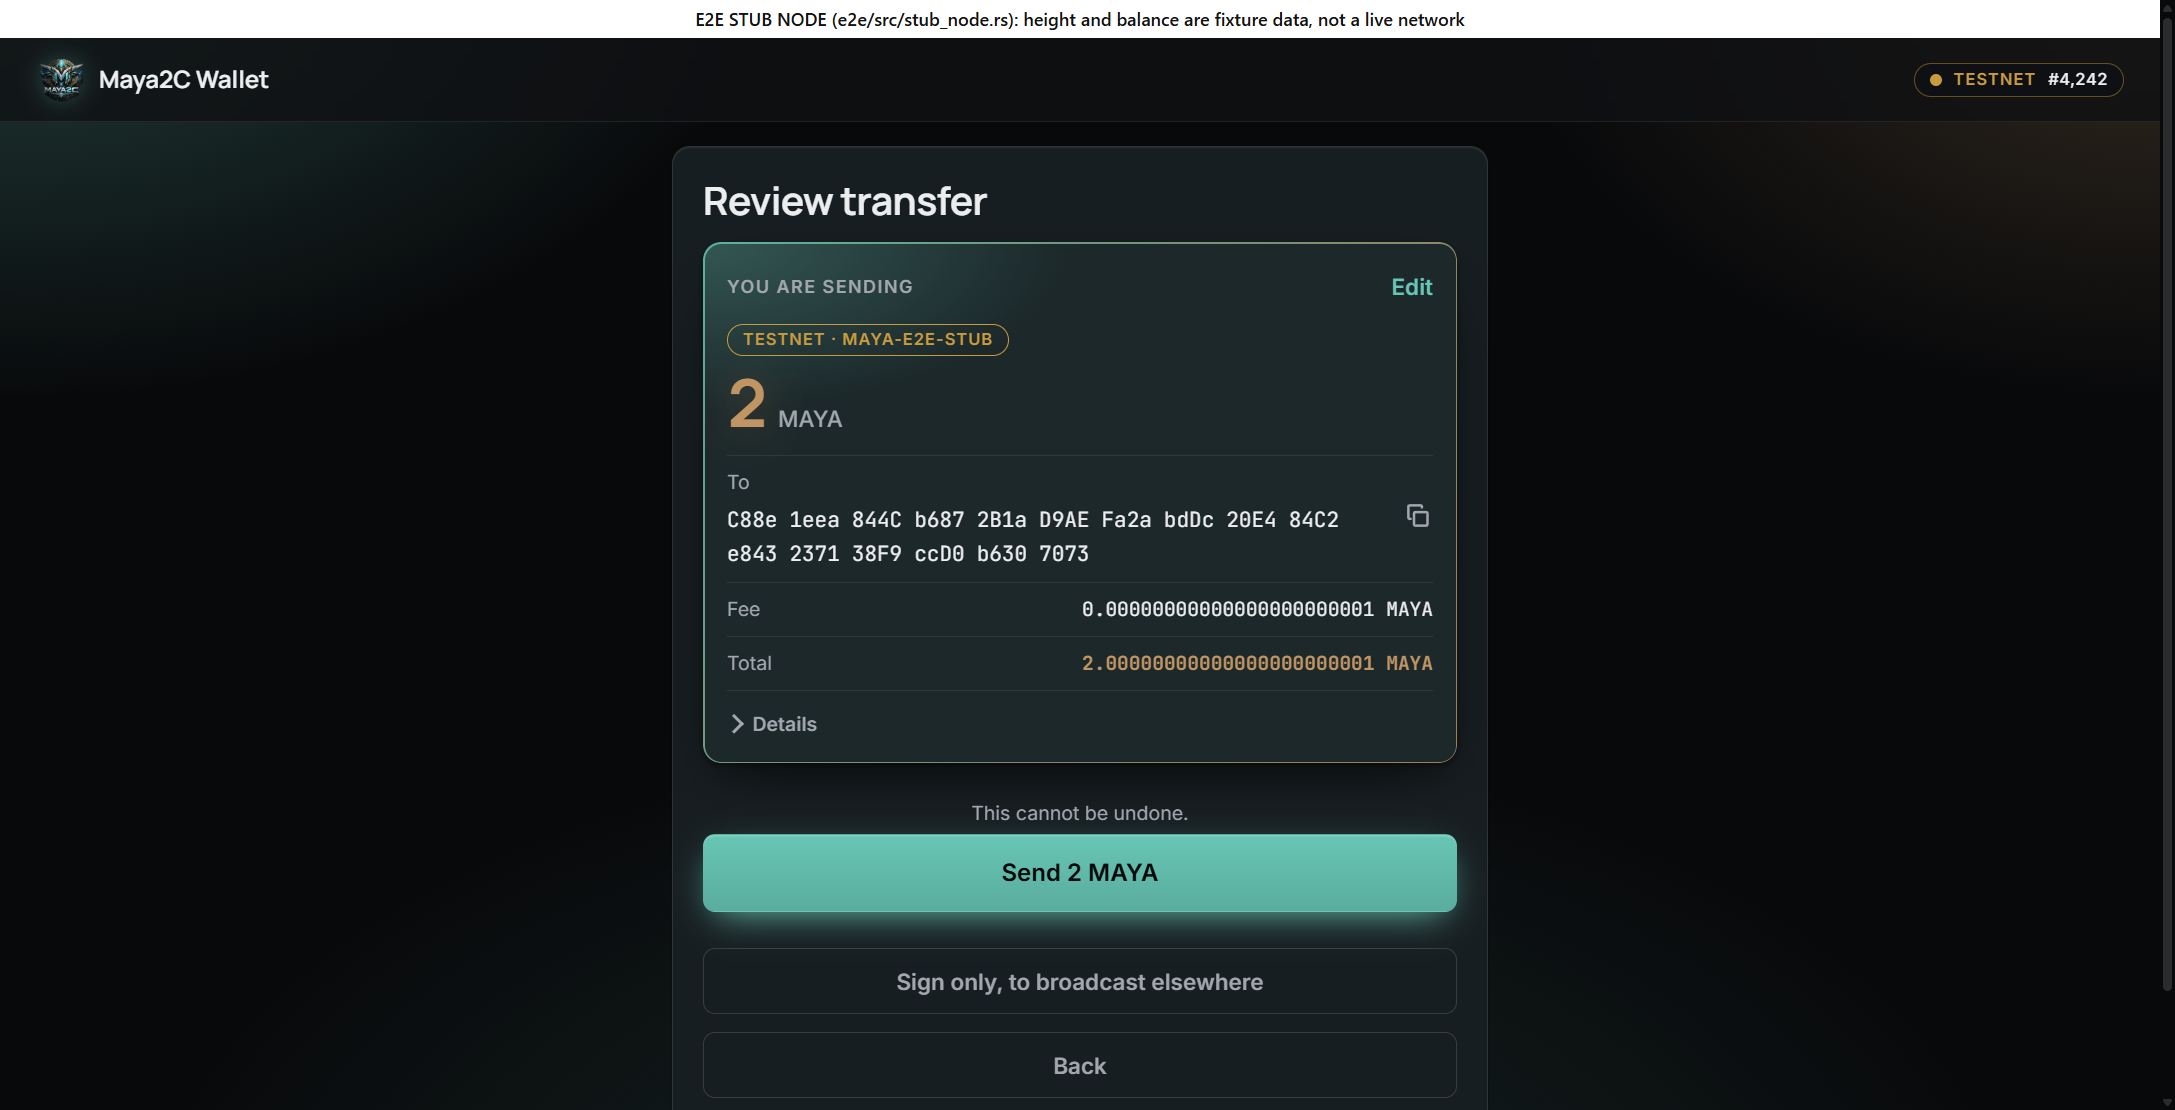 E2E STUB NODE (e2e/src/stub_node.rs): height and balance are fixture data, not a live network
MAYA2C
Maya2C Wallet
TESTNET #4,242
Review transfer
YOU ARE SENDING
Edit
TESTNET · MAYA-E2E-STUB
2 MAYA
To
C88e 1eea 844C b687 2B1a D9AE Fa2a bdDc 20E4 84C2
e843 2371 38F9 ccD0 b630 7073
Fee
0.00000000000000000000001 MAYA
Total
2.00000000000000000000001 MAYA
Details
This cannot be undone.
Send 2 MAYA
Sign only, to broadcast elsewhere
Back